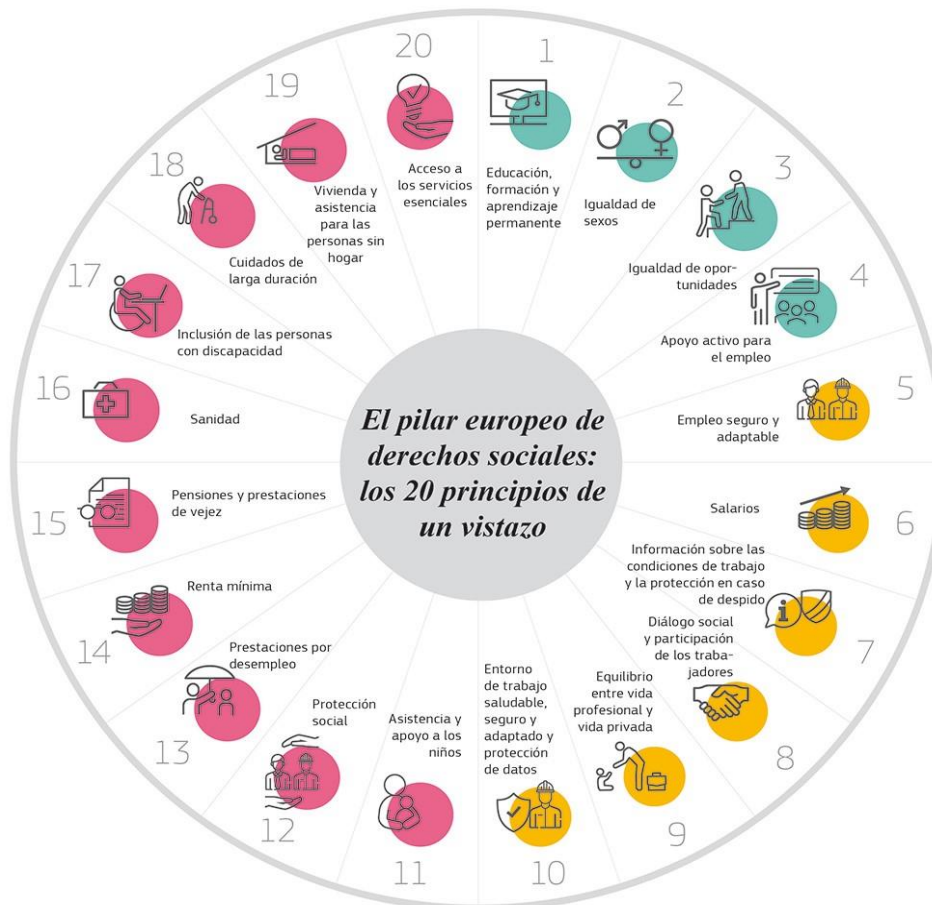 El pilar europeo de
derechos sociales:
los 20 principios de
un vistazo
1
Educación,
formación y
aprendizaje
permanente
2
Igualdad de
sexos
3
Igualdad de opor-
tunidades
4
Apoyo activo para
el empleo
5
Empleo seguro y
adaptable
6
Salarios
7
Información sobre las
condiciones de trabajo
y la protección en caso
de despido
8
Diálogo social
y participación
de los traba-
jadores
9
Equilibrio
entre vida
profesional y
vida privada
10
Entorno
de trabajo
saludable,
seguro y
adaptado y
protección
de datos
11
Asistencia y
apoyo a los
niños
12
Protección
social
13
Prestaciones por
desempleo
14
Renta mínima
15
Pensiones y prestaciones
de vejez
16
Sanidad
17
Inclusión de las personas
con discapacidad
18
Cuidados de
larga duración
19
Vivienda y
asistencia
para las
personas sin
hogar
20
Acceso a
los servicios
esenciales